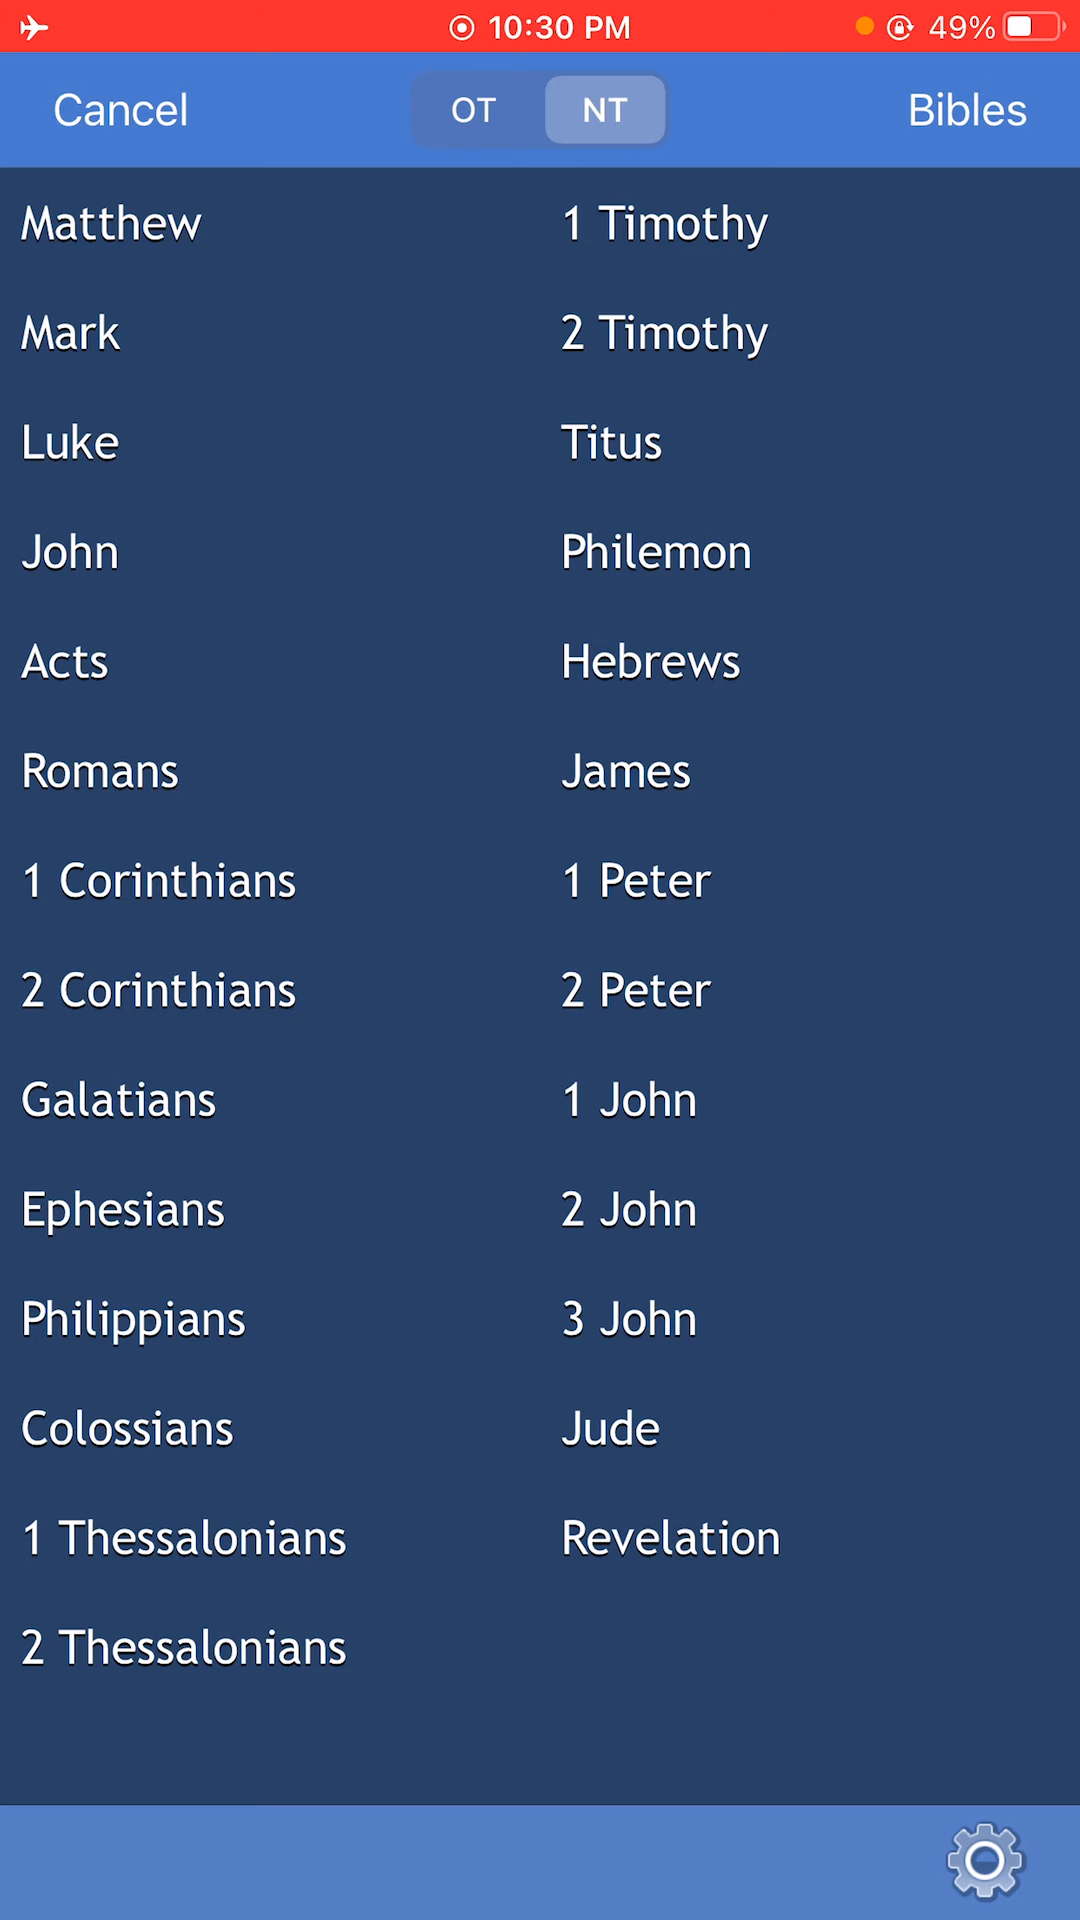 10:30 PM
49%
Cancel
OT
NT
Bibles
Matthew
Mark
Luke
John
Acts
Romans
1 Corinthians
2 Corinthians
Galatians
Ephesians
Philippians
Colossians
1 Thessalonians
2 Thessalonians
1 Timothy
2 Timothy
Titus
Philemon
Hebrews
James
1 Peter
2 Peter
1 John
2 John
3 John
Jude
Revelation